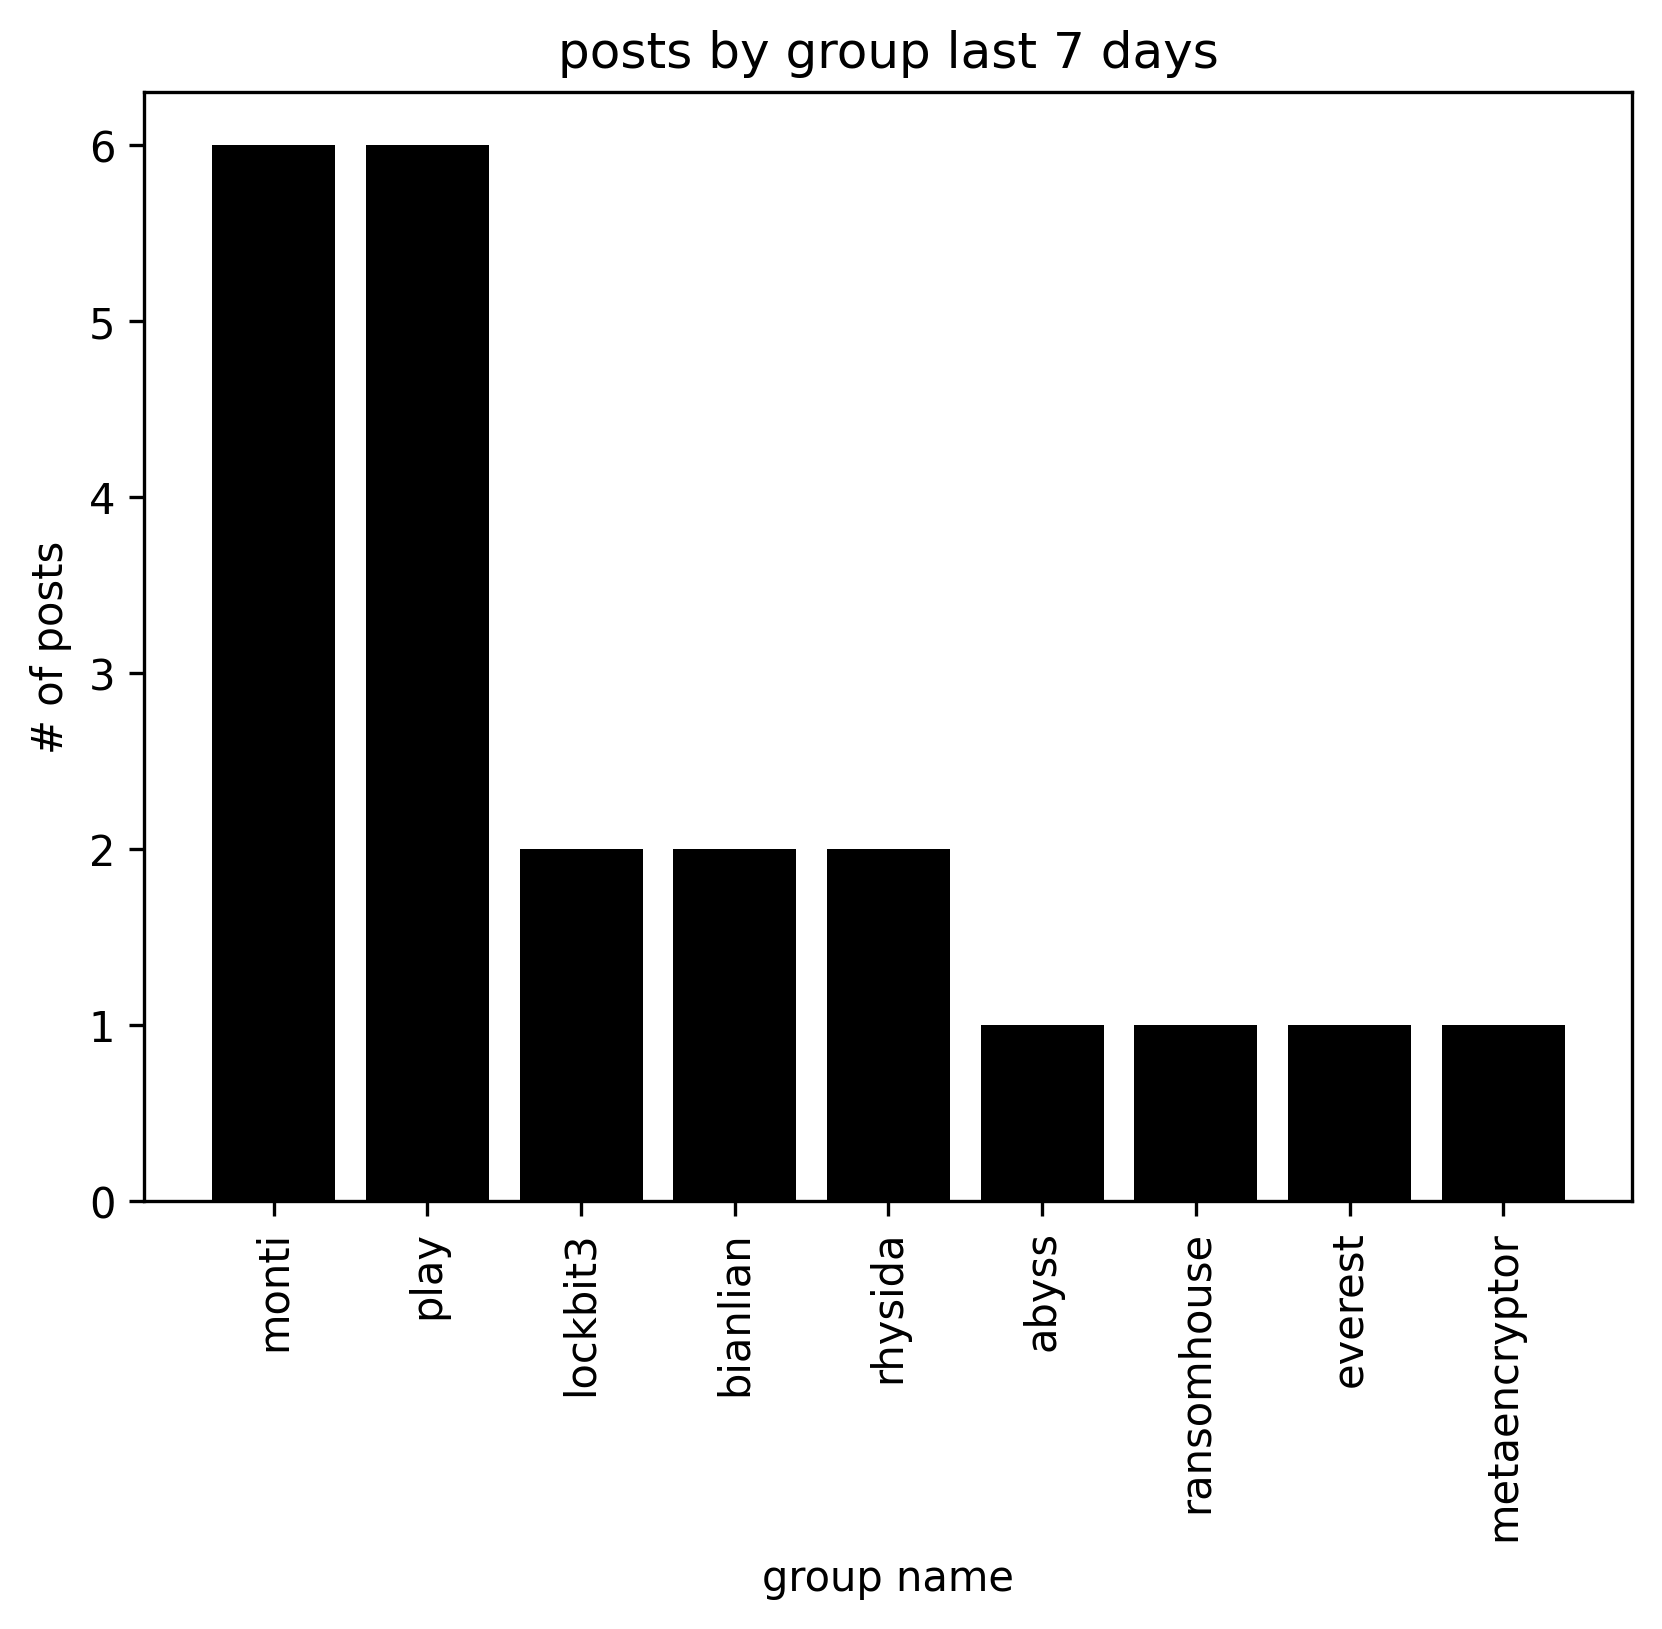 posts by group last 7 days
# of posts
6
5
4
3
2
1
0
monti
play
lockbit3
bianlian
rhysida
abyss
ransomhouse
everest
metaencryptor
group name